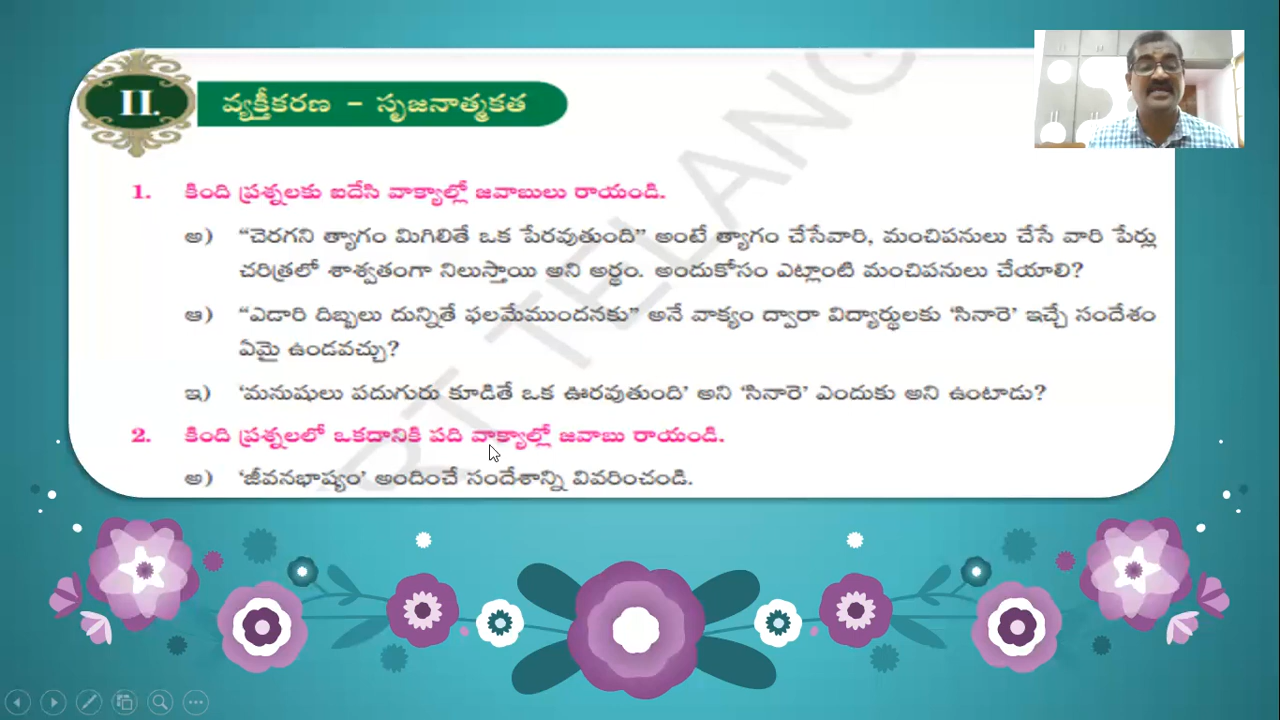 II. వ్యక్తీకరణ – సృజనాత్మకత
1. కింది ప్రశ్నలకు ఐదేసి వాక్యాల్లో జవాబులు రాయండి.
అ) “చెరగని త్యాగం మిగిలితే ఒక పేరవుతుంది” అంటే త్యాగం చేసేవారి, మంచిపనులు చేసే వారి పేర్లు
చరిత్రలో శాశ్వతంగా నిలుస్తాయి అని అర్థం. అందుకోసం ఎట్లాంటి మంచిపనులు చేయాలి?
ఆ) “ఎడారి దిబ్బలు దున్నితే ఫలమేముందనకు” అనే వాక్యం ద్వారా విద్యార్థులకు ‘సినారె’ ఇచ్చే సందేశం
ఏమై ఉండవచ్చు?
ఇ) ‘మనుషులు పదుగురు కూడితే ఒక ఊరవుతుంది’ అని ‘సినారె’ ఎందుకు అని ఉంటాడు?
2. కింది ప్రశ్నలలో ఒకదానికి పది వాక్యాల్లో జవాబు రాయండి.
అ) ‘జీవనభాష్యం’ అందించే సందేశాన్ని వివరించండి.
RT TELANG